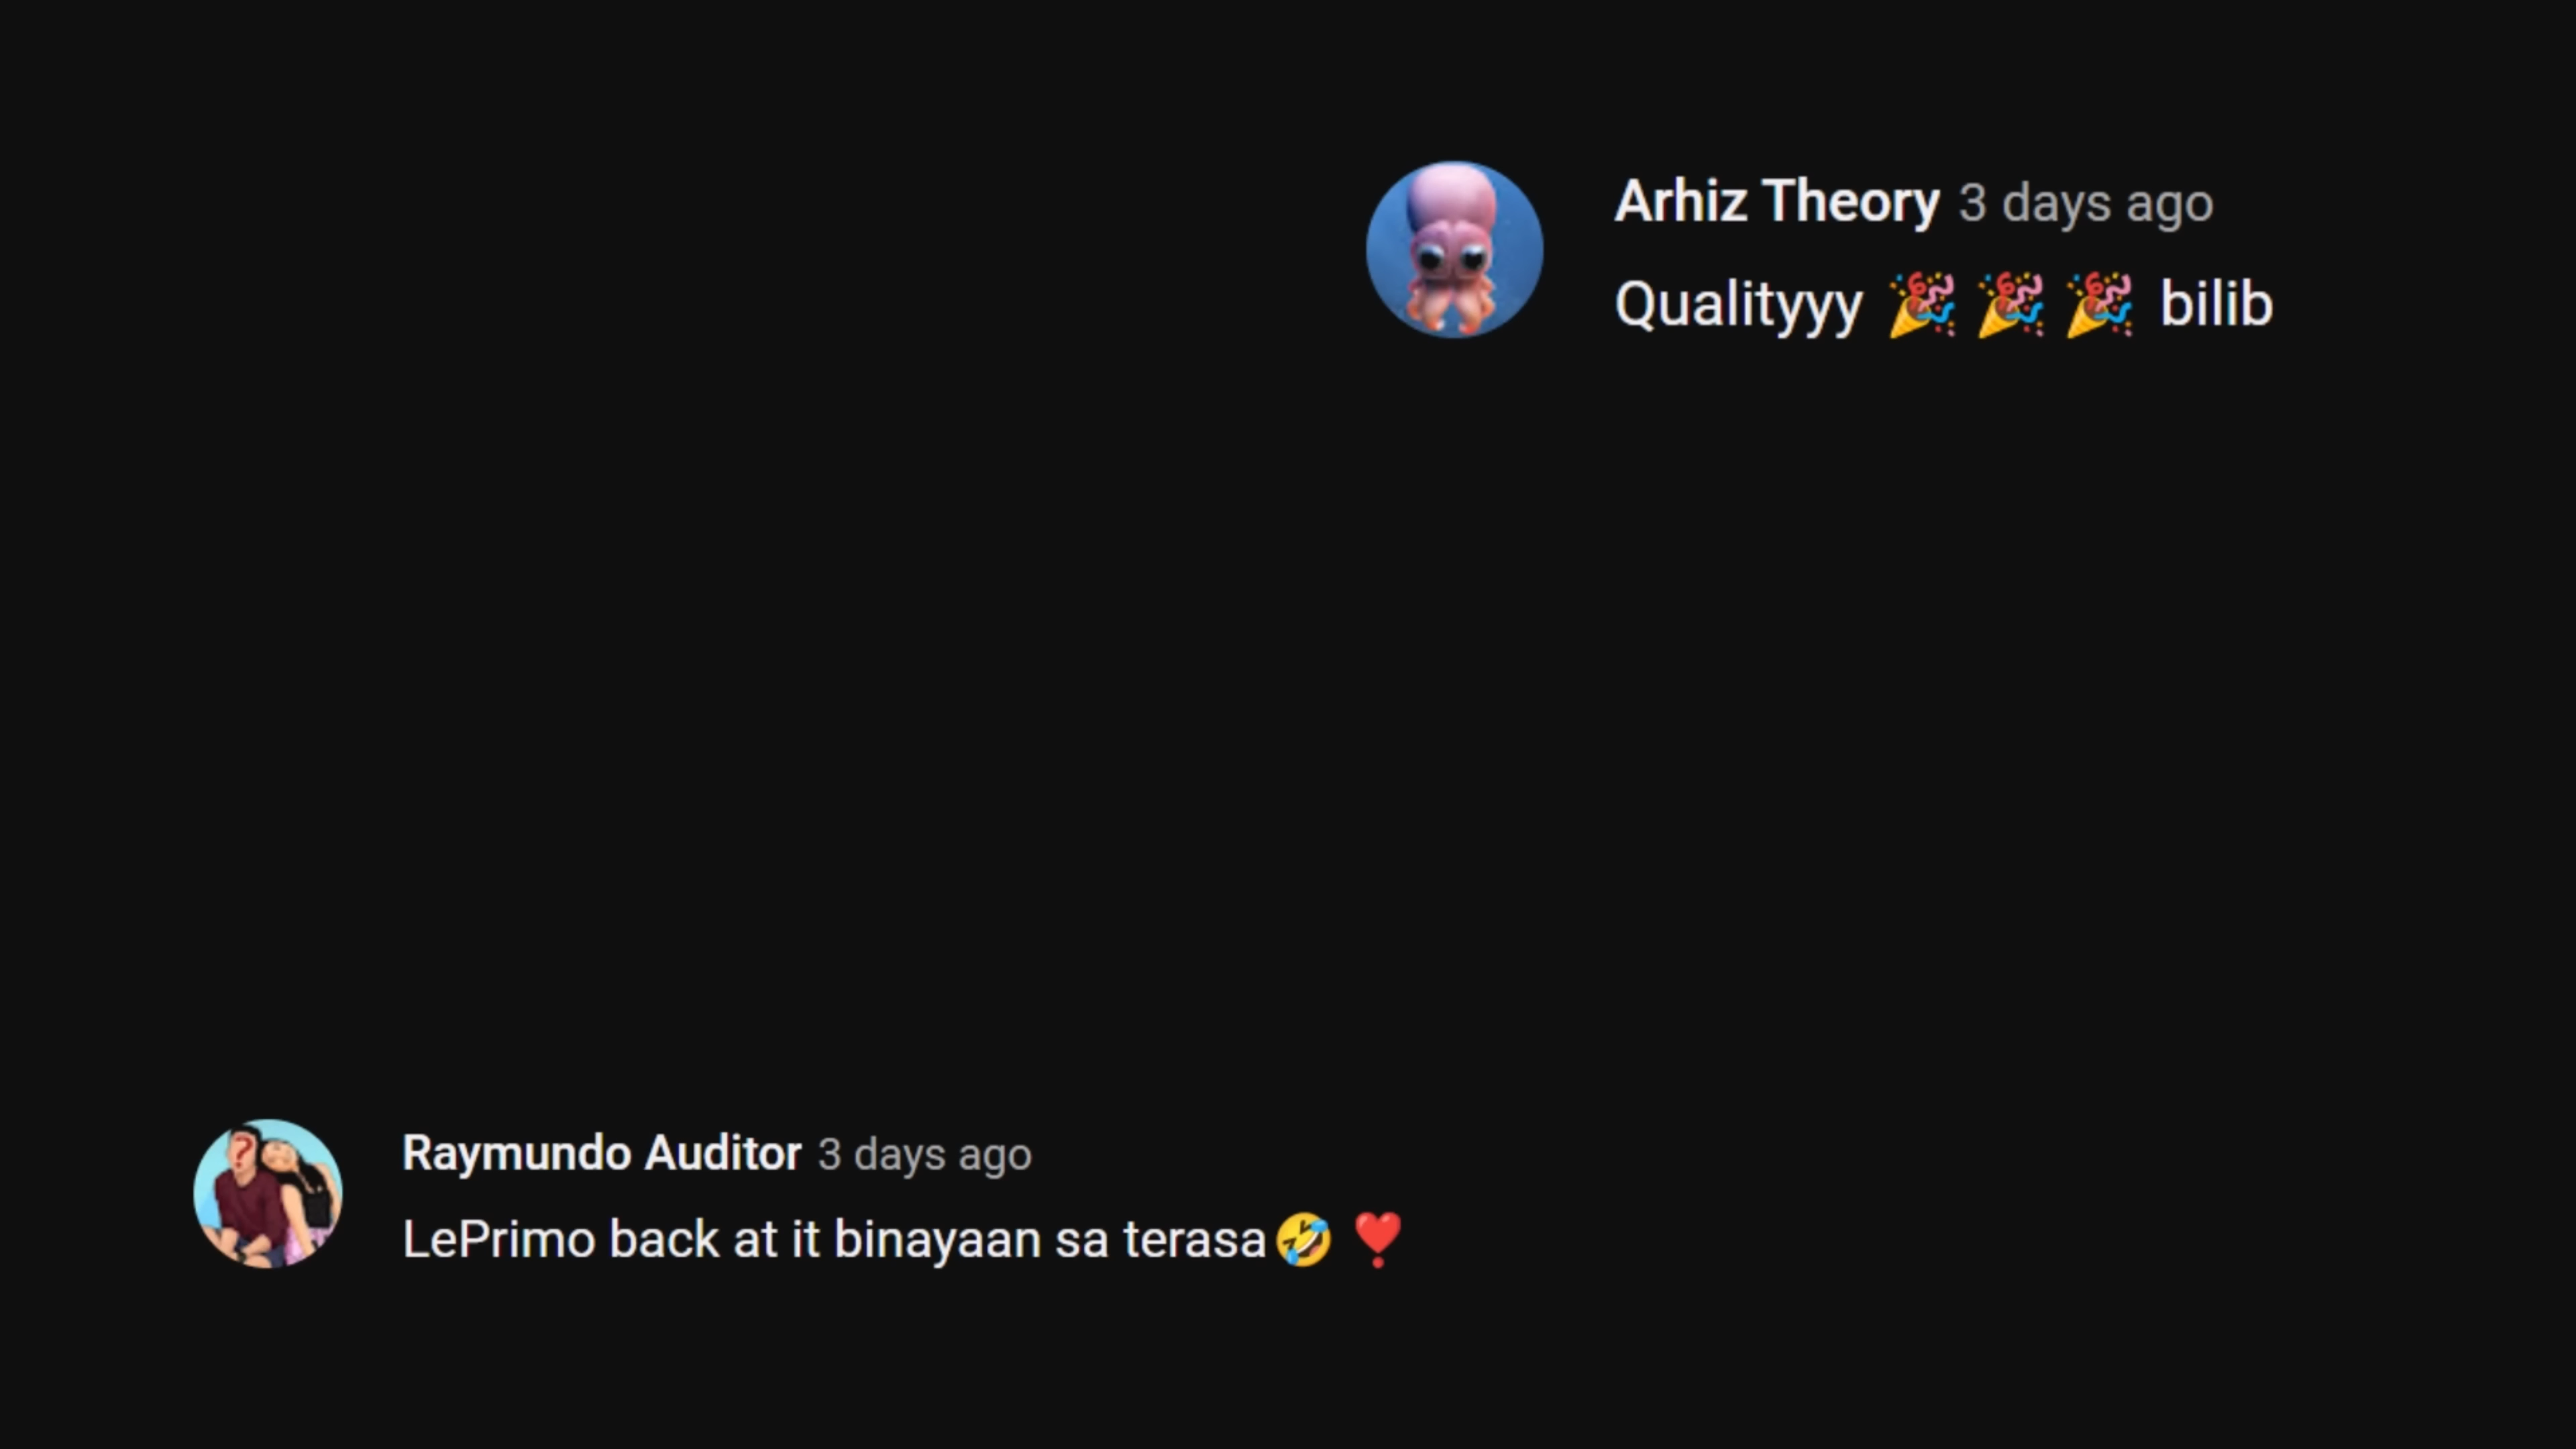 Arhiz Theory 3 days ago
Qualityyy 🎉 🎉 🎉 bilib
Raymundo Auditor 3 days ago
LePrimo back at it binayaan sa terasa🤣 ❣️